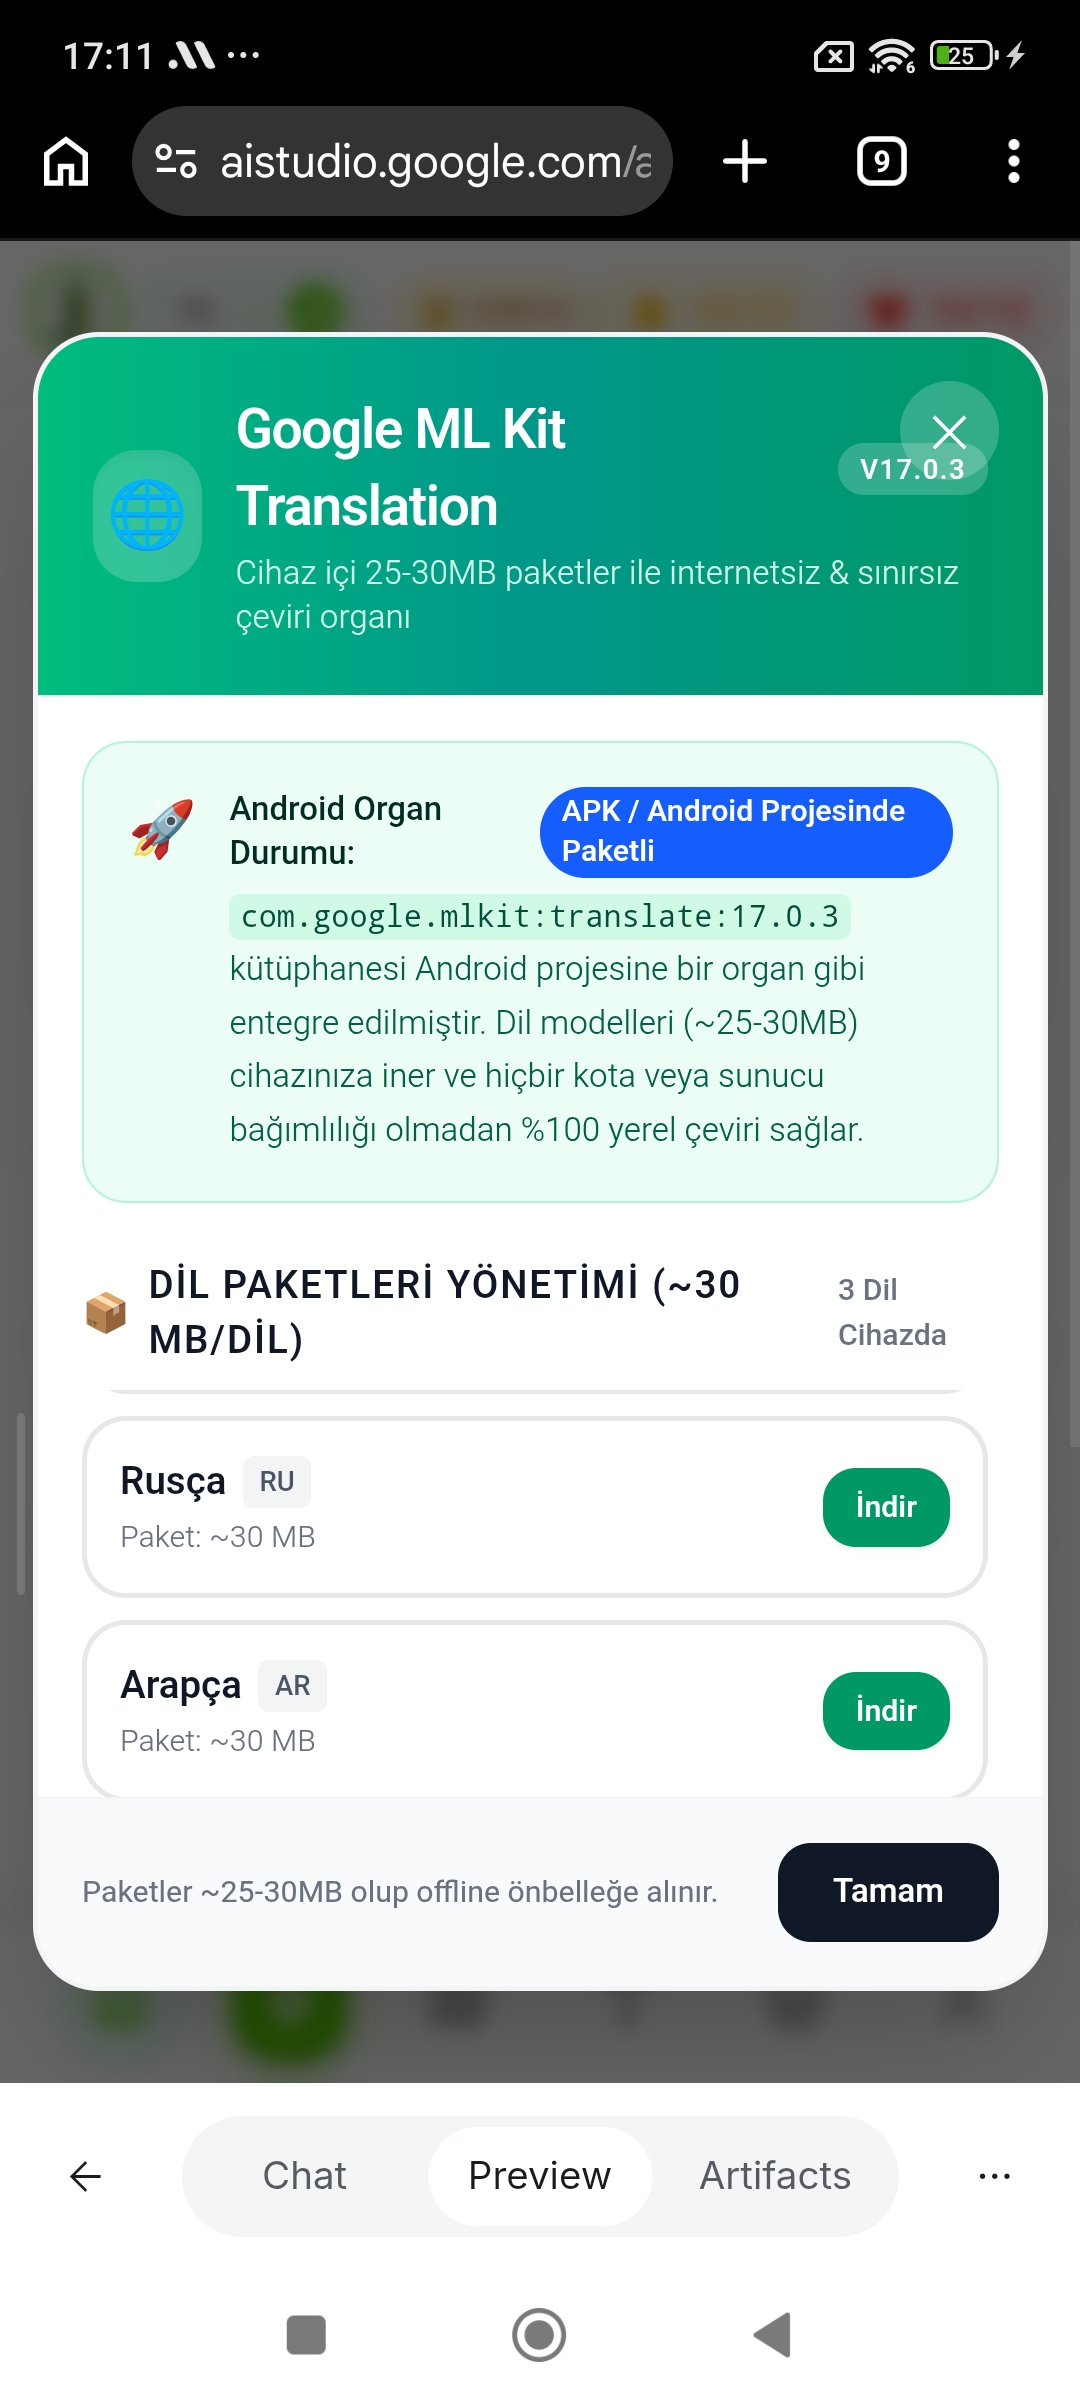 17:11
6
25
aistudio.google.com/a
9
Google ML Kit
Translation
V17.0.3
Cihaz içi 25-30MB paketler ile internetsiz & sınırsız
çeviri organı
Android Organ
Durumu:
APK / Android Projesinde
Paketli
com.google.mlkit:translate:17.0.3
kütüphanesi Android projesine bir organ gibi
entegre edilmiştir. Dil modelleri (~25-30MB)
cihazınıza iner ve hiçbir kota veya sunucu
bağımlılığı olmadan %100 yerel çeviri sağlar.
DİL PAKETLERİ YÖNETİMİ (~30
MB/DİL)
3 Dil
Cihazda
Rusça RU
Paket: ~30 MB
İndir
Arapça AR
Paket: ~30 MB
İndir
Paketler ~25-30MB olup offline önbelleğe alınır.
Tamam
Chat
Preview
Artifacts